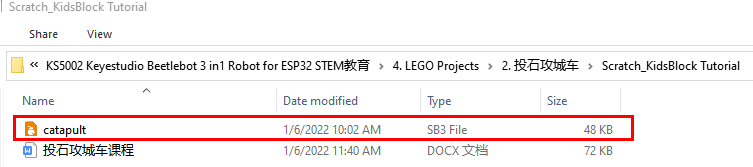 Scratch_KidsBlock Tutorial
Share View
« KS5002 Keyestudio Beetlebot 3 in1 Robot for ESP32 STEM教育 > 4. LEGO Projects > 2. 投石攻城车 > Scratch_KidsBlock Tutorial
Name Date modified Type Size
catapult 1/6/2022 10:02 AM SB3 File 48 KB
投石攻城车课程 1/6/2022 11:40 AM DOCX 文档 72 KB